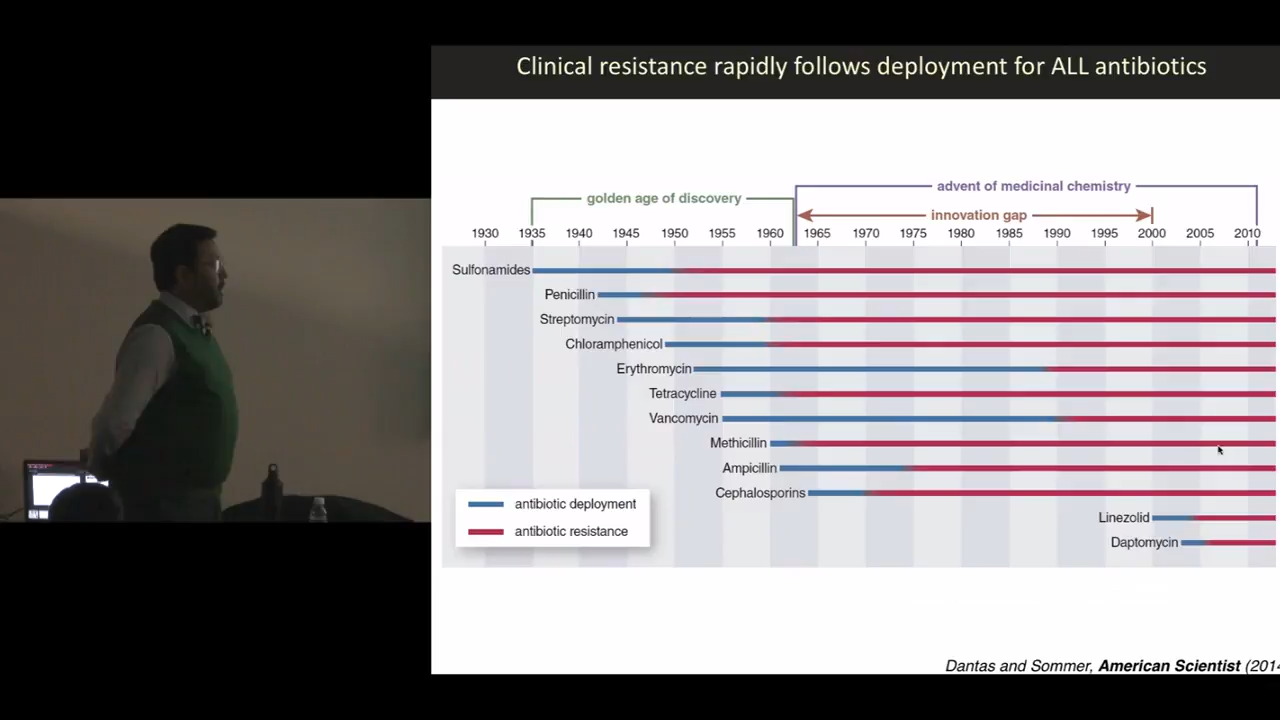 Clinical resistance rapidly follows deployment for ALL antibiotics
advent of medicinal chemistry
golden age of discovery
innovation gap
1930 1935 1940 1945 1950 1955 1960 1965 1970 1975 1980 1985 1990 1995 2000 2005 2010
Sulfonamides
Penicillin
Streptomycin
Chloramphenicol
Erythromycin
Tetracycline
Vancomycin
Methicillin
Ampicillin
Cephalosporins
antibiotic deployment
Linezolid
antibiotic resistance
Daptomycin
Dantas and Sommer, American Scientist (2014